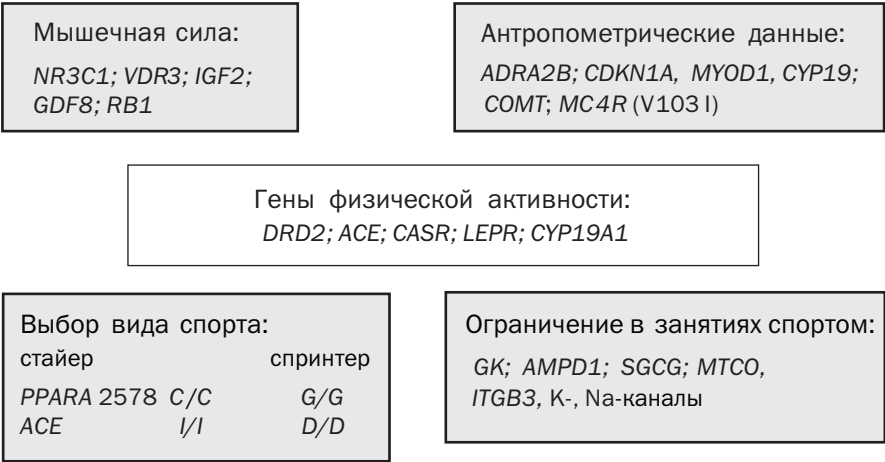 Мышечная сила:
NR3C1; VDR3; IGF2;
GDF8; RB1
Антропометрические данные:
ADRA2B; CDKN1A, MYOD1, CYP19;
COMT; MC4R (V103 I)
Гены физической активности:
DRD2; ACE; CASR; LEPR; CYP19A1
Выбор вида спорта:
стайер спринтер
PPARA 2578 C/C G/G
ACE I/I D/D
Ограничение в занятиях спортом:
GK; AMPD1; SGCG; MTCO,
ITGB3, K-, Na-каналы